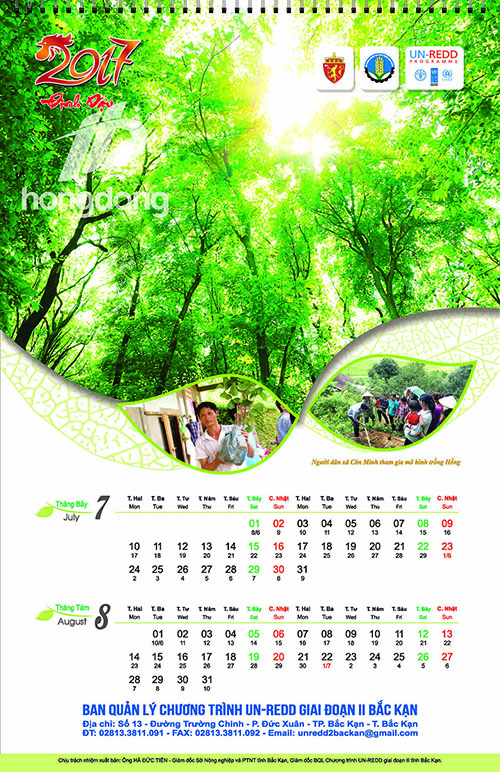 2017
Đinh Dậu
UN-REDD
PROGRAMME
hongdang
Người dân xã Côn Minh tham gia mô hình trồng Hồng
Tháng Bảy 7
July
T. Hai T. Ba T. Tư T. Năm T. Sáu T. Bảy C. Nhật T. Hai T. Ba T. Tư T. Năm T. Sáu T. Bảy C. Nhật
Mon Tue Wed Thu Fri Sat Sun Mon Tue Wed Thu Fri Sat Sun
01 02 03 04 05 06 07 08 09
8/6 9 10 11 12 13 14 15 16
10 11 12 13 14 15 16 17 18 19 20 21 22 23
17 18 19 20 21 22 23 24 25 26 27 28 29 1/6
24 25 26 27 28 29 30 31
2 3 4 5 6 7 8 9
Tháng Tám 8
August
T. Hai T. Ba T. Tư T. Năm T. Sáu T. Bảy C. Nhật T. Hai T. Ba T. Tư T. Năm T. Sáu T. Bảy C. Nhật
Mon Tue Wed Thu Fri Sat Sun Mon Tue Wed Thu Fri Sat Sun
01 02 03 04 05 06 07 08 09 10 11 12 13
10/6 11 12 13 14 15 16 17 18 19 20 21 22
14 15 16 17 18 19 20 21 22 23 24 25 26 27
23 24 25 26 27 28 29 30 1/7 2 3 4 5 6
28 29 30 31
7 8 9 10
BAN QUẢN LÝ CHƯƠNG TRÌNH UN-REDD GIAI ĐOẠN II BẮC KẠN
Địa chỉ: Số 13 - Đường Trường Chinh - P. Đức Xuân - TP. Bắc Kạn - T. Bắc Kạn
ĐT: 02813.3811.091 - FAX: 02813.3811.092 - Email: unredd2backan@gmail.com
Chịu trách nhiệm xuất bản: Ông HÀ ĐỨC TIẾN - Giám đốc Sở Nông nghiệp và PTNT tỉnh Bắc Kạn, Giám đốc BQL Chương trình UN-REDD giai đoạn II tỉnh Bắc Kạn.